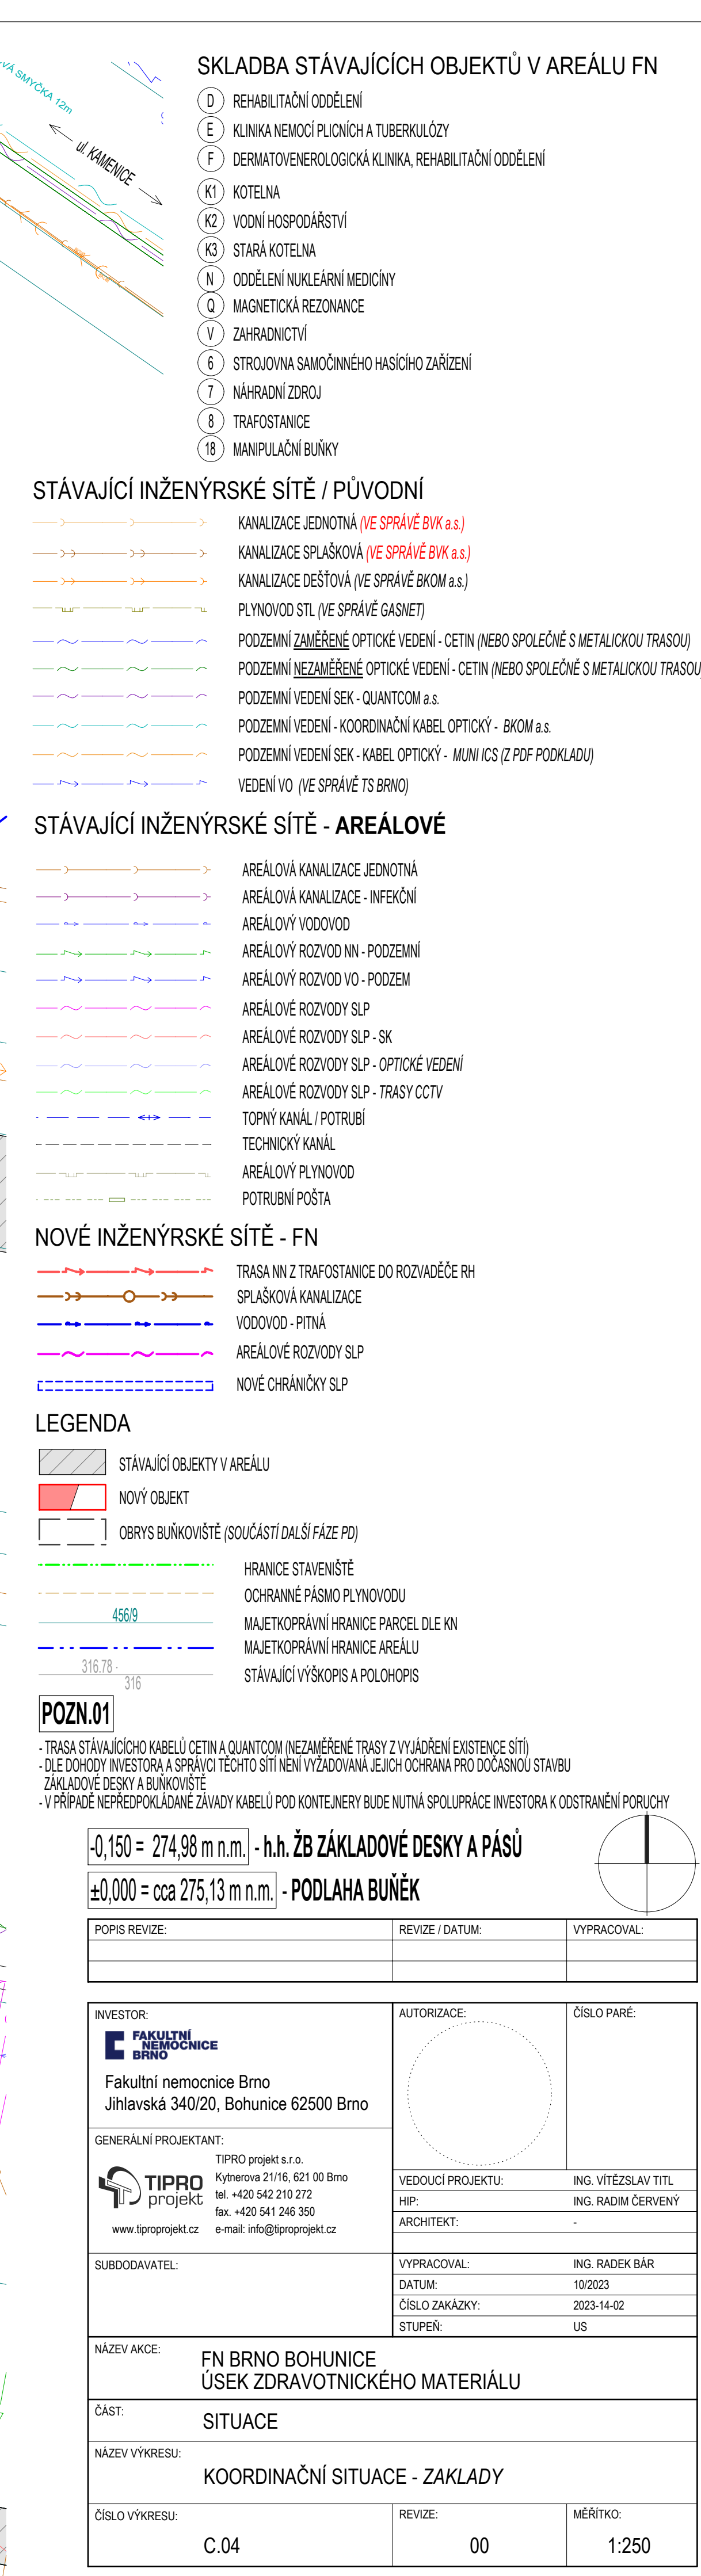 VÁ SMYČKA 12m
ul. KAMENICE
SKLADBA STÁVAJÍCÍCH OBJEKTŮ V AREÁLU FN
D REHABILITAČNÍ ODDĚLENÍ
E KLINIKA NEMOCÍ PLICNÍCH A TUBERKULÓZY
F DERMATOVENEROLOGICKÁ KLINIKA, REHABILITAČNÍ ODDĚLENÍ
K1 KOTELNA
K2 VODNÍ HOSPODÁŘSTVÍ
K3 STARÁ KOTELNA
N ODDĚLENÍ NUKLEÁRNÍ MEDICÍNY
Q MAGNETICKÁ REZONANCE
V ZAHRADNICTVÍ
6 STROJOVNA SAMOČINNÉHO HASÍCÍHO ZAŘÍZENÍ
7 NÁHRADNÍ ZDROJ
8 TRAFOSTANICE
18 MANIPULAČNÍ BUŇKY
STÁVAJÍCÍ INŽENÝRSKÉ SÍTĚ / PŮVODNÍ
KANALIZACE JEDNOTNÁ (VE SPRÁVĚ BVK a.s.)
KANALIZACE SPLAŠKOVÁ (VE SPRÁVĚ BVK a.s.)
KANALIZACE DEŠŤOVÁ (VE SPRÁVĚ BKOM a.s.)
PLYNOVOD STL (VE SPRÁVĚ GASNET)
PODZEMNÍ ZAMĚŘENÉ OPTICKÉ VEDENÍ - CETIN (NEBO SPOLEČNĚ S METALICKOU TRASOU)
PODZEMNÍ NEZAMĚŘENÉ OPTICKÉ VEDENÍ - CETIN (NEBO SPOLEČNĚ S METALICKOU TRASOU)
PODZEMNÍ VEDENÍ SEK - QUANTCOM a.s.
PODZEMNÍ VEDENÍ - KOORDINAČNÍ KABEL OPTICKÝ - BKOM a.s.
PODZEMNÍ VEDENÍ SEK - KABEL OPTICKÝ - MUNI ICS (Z PDF PODKLADU)
VEDENÍ VO (VE SPRÁVĚ TS BRNO)
STÁVAJÍCÍ INŽENÝRSKÉ SÍTĚ - AREÁLOVÉ
AREÁLOVÁ KANALIZACE JEDNOTNÁ
AREÁLOVÁ KANALIZACE - INFEKČNÍ
AREÁLOVÝ VODOVOD
AREÁLOVÝ ROZVOD NN - PODZEMNÍ
AREÁLOVÝ ROZVOD VO - PODZEM
AREÁLOVÉ ROZVODY SLP
AREÁLOVÉ ROZVODY SLP - SK
AREÁLOVÉ ROZVODY SLP - OPTICKÉ VEDENÍ
AREÁLOVÉ ROZVODY SLP - TRASY CCTV
TOPNÝ KANÁL / POTRUBÍ
TECHNICKÝ KANÁL
AREÁLOVÝ PLYNOVOD
POTRUBNÍ POŠTA
NOVÉ INŽENÝRSKÉ SÍTĚ - FN
TRASA NN Z TRAFOSTANICE DO ROZVADĚČE RH
SPLAŠKOVÁ KANALIZACE
VODOVOD - PITNÁ
AREÁLOVÉ ROZVODY SLP
NOVÉ CHRÁNIČKY SLP
LEGENDA
STÁVAJÍCÍ OBJEKTY V AREÁLU
NOVÝ OBJEKT
OBRYS BUŇKOVIŠTĚ (SOUČÁSTÍ DALŠÍ FÁZE PD)
HRANICE STAVENIŠTĚ
OCHRANNÉ PÁSMO PLYNOVODU
456/9 MAJETKOPRÁVNÍ HRANICE PARCEL DLE KN
MAJETKOPRÁVNÍ HRANICE AREÁLU
316.78 -
316 STÁVAJÍCÍ VÝŠKOPIS A POLOHOPIS
POZN.01
- TRASA STÁVAJÍCÍCHO KABELŮ CETIN A QUANTCOM (NEZAMĚŘENÉ TRASY Z VYJÁDŘENÍ EXISTENCE SÍTÍ)
- DLE DOHODY INVESTORA A SPRÁVCI TĚCHTO SÍTÍ NENÍ VYŽADOVANÁ JEJICH OCHRANA PRO DOČASNOU STAVBU
ZÁKLADOVÉ DESKY A BUŇKOVIŠTĚ
- V PŘÍPADĚ NEPŘEDPOKLÁDANÉ ZÁVADY KABELŮ POD KONTEJNERY BUDE NUTNÁ SPOLUPRÁCE INVESTORA K ODSTRANĚNÍ PORUCHY
-0,150 = 274,98 m n.m. - h.h. ŽB ZÁKLADOVÉ DESKY A PÁSŮ
±0,000 = cca 275,13 m n.m. - PODLAHA BUŇĚK
POPIS REVIZE: REVIZE / DATUM: VYPRACOVAL:
INVESTOR:
FAKULTNÍ
NEMOCNICE
BRNO
Fakultní nemocnice Brno
Jihlavská 340/20, Bohunice 62500 Brno
AUTORIZACE: ČÍSLO PARÉ:
GENERÁLNÍ PROJEKTANT:
TIPRO
projekt
www.tiproprojekt.cz
TIPRO projekt s.r.o.
Kytnerova 21/16, 621 00 Brno
tel. +420 542 210 272
fax. +420 541 246 350
e-mail: info@tiproprojekt.cz
VEDOUCÍ PROJEKTU: ING. VÍTĚZSLAV TITL
HIP: ING. RADIM ČERVENÝ
ARCHITEKT: -
SUBDODAVATEL:
VYPRACOVAL: ING. RADEK BÁR
DATUM: 10/2023
ČÍSLO ZAKÁZKY: 2023-14-02
STUPEŇ: US
NÁZEV AKCE: FN BRNO BOHUNICE
ÚSEK ZDRAVOTNICKÉHO MATERIÁLU
ČÁST: SITUACE
NÁZEV VÝKRESU:
KOORDINAČNÍ SITUACE - ZAKLADY
ČÍSLO VÝKRESU: REVIZE: MĚŘÍTKO:
C.04 00 1:250